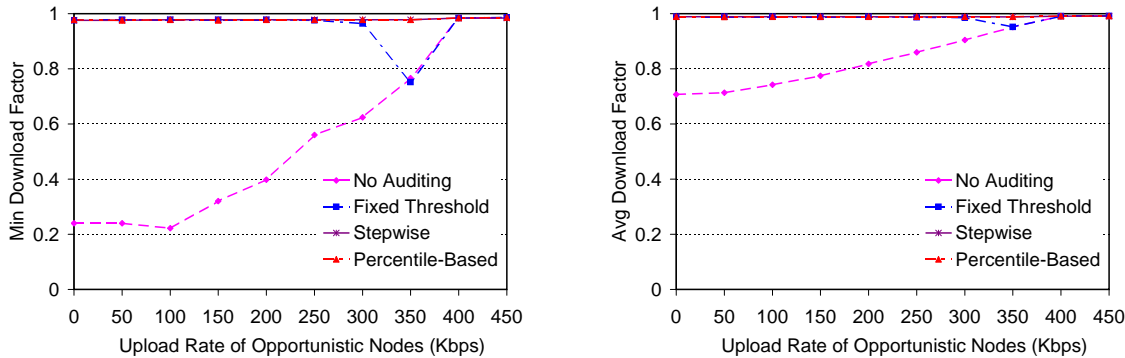 Min Download Factor
1
0.8
0.6
0.4
0.2
0
No Auditing
Fixed Threshold
Stepwise
Percentile-Based
0 50 100 150 200 250 300 350 400 450
Upload Rate of Opportunistic Nodes (Kbps)
Avg Download Factor
1
0.8
0.6
0.4
0.2
0
No Auditing
Fixed Threshold
Stepwise
Percentile-Based
0 50 100 150 200 250 300 350 400 450
Upload Rate of Opportunistic Nodes (Kbps)